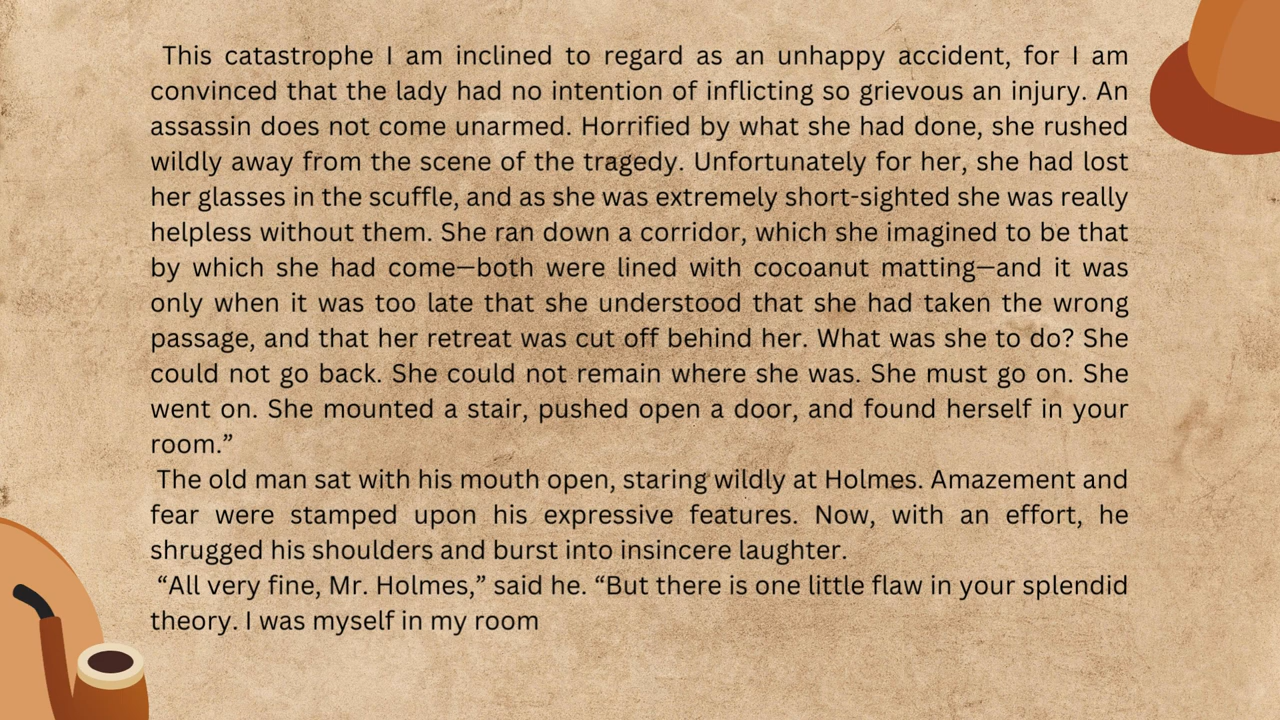 This catastrophe I am inclined to regard as an unhappy accident, for I am
convinced that the lady had no intention of inflicting so grievous an injury. An
assassin does not come unarmed. Horrified by what she had done, she rushed
wildly away from the scene of the tragedy. Unfortunately for her, she had lost
her glasses in the scuffle, and as she was extremely short-sighted she was really
helpless without them. She ran down a corridor, which she imagined to be that
by which she had come—both were lined with cocoanut matting—and it was
only when it was too late that she understood that she had taken the wrong
passage, and that her retreat was cut off behind her. What was she to do? She
could not go back. She could not remain where she was. She must go on. She
went on. She mounted a stair, pushed open a door, and found herself in your
room.”
The old man sat with his mouth open, staring wildly at Holmes. Amazement and
fear were stamped upon his expressive features. Now, with an effort, he
shrugged his shoulders and burst into insincere laughter.
“All very fine, Mr. Holmes,” said he. “But there is one little flaw in your splendid
theory. I was myself in my room